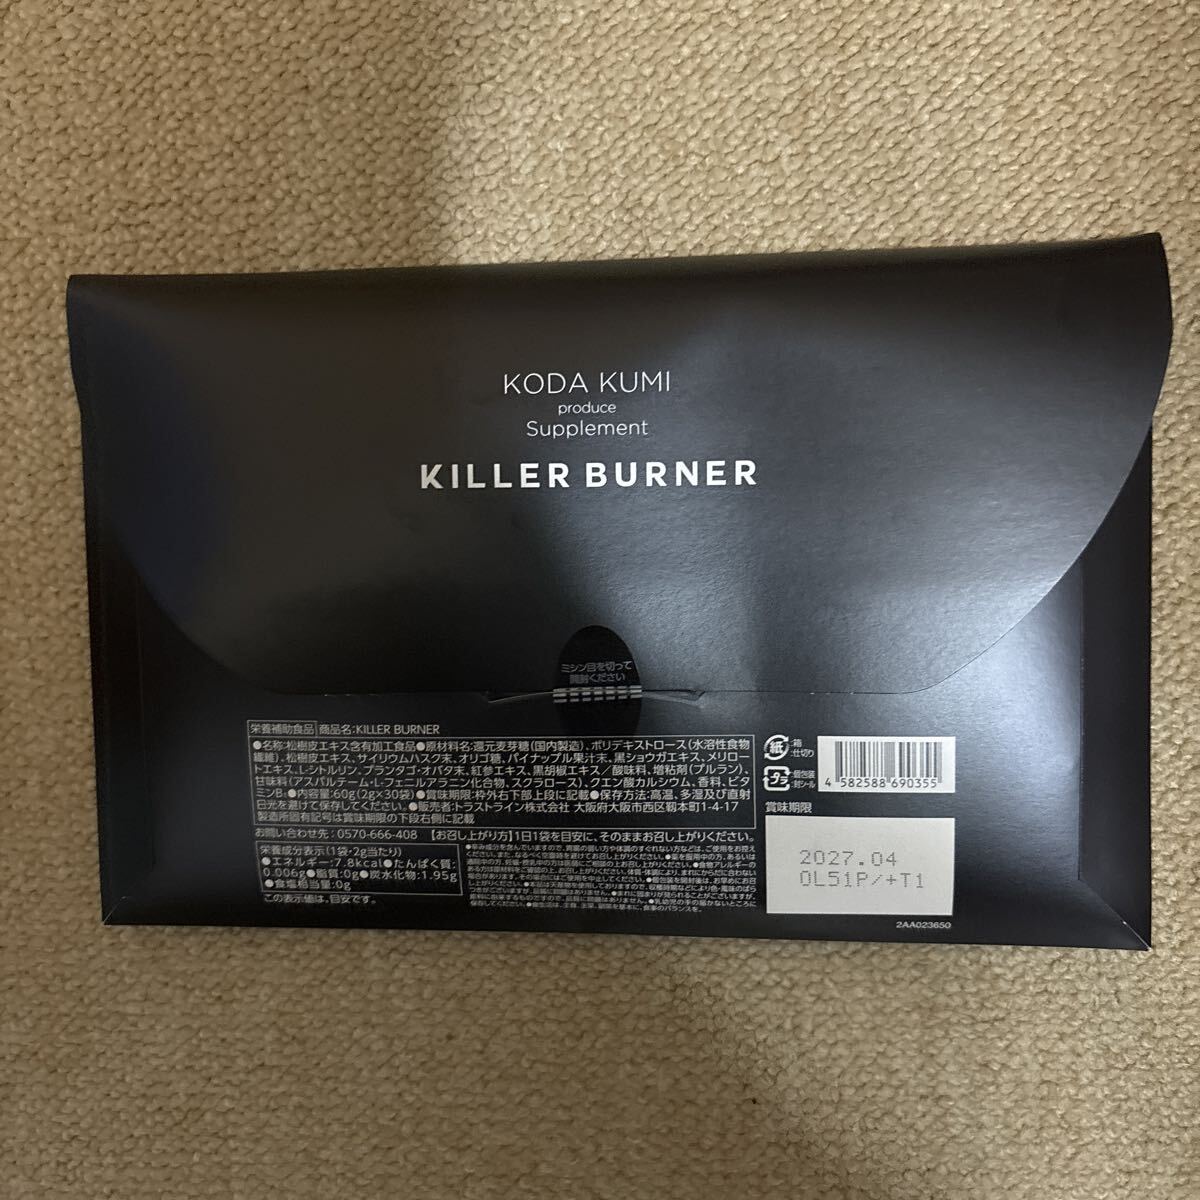 KODA KUMI
produce
Supplement
KILLER BURNER
ミシン目を切って
開封ください
栄養補助食品 商品名:KILLER BURNER
●名称:松樹皮エキス含有加工食品●原材料名:還元麦芽糖(国内製造)、ポリデキストロース(水溶性食物
繊維)、松樹皮エキス、サイリウムハスク末、オリゴ糖、パイナップル果汁末、黒ショウガエキス、メリロー
トエキス、L-シトルリン、プランタゴ・オバタ末、紅参エキス、黒胡椒エキス/酸味料、増粘剤(プルラン)、
甘味料(アスパルテーム・L-フェニルアラニン化合物、スクラロース)、クエン酸カルシウム、香料、ビタ
ミンB₁●内容量:60g(2g×30袋)●賞味期限:枠外右下部上段に記載●保存方法:高温、多湿及び直射
日光を避けて保存してください。●販売者:トラストライン株式会社 大阪府大阪市西区靱本町1-4-17
製造所固有記号は賞味期限の下段右側に記載
お問い合わせ先:0570-666-408 【お召し上がり方】1日1袋を目安に、そのままお召し上がりください。
栄養成分表示(1袋・2g当たり)
●エネルギー:7.8kcal●たんぱく質:
0.006g●脂質:0g●炭水化物:1.95g
●食塩相当量:0g
この表示値は、目安です。
紙
:箱
:仕切り
プラ
:個包装
:封シール
4 582588 690355
賞味期限
2027.04
0L51P/+T1
2AA023650